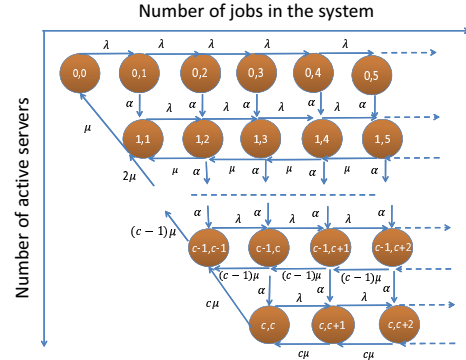 Number of jobs in the system
Number of active servers
λ λ λ λ λ
0,0 0,1 0,2 0,3 0,4 0,5
α α α α α
λ λ λ λ
μ
1,1 1,2 1,3 1,4 1,5
2μ μ μ μ μ
α α α α
α α α α
(c−1)μ λ λ λ
c-1,c-1 c-1,c c-1,c+1 c-1,c+2
(c−1)μ (c−1)μ (c−1)μ
α α α
cμ λ λ
c,c c,c+1 c,c+2
cμ cμ